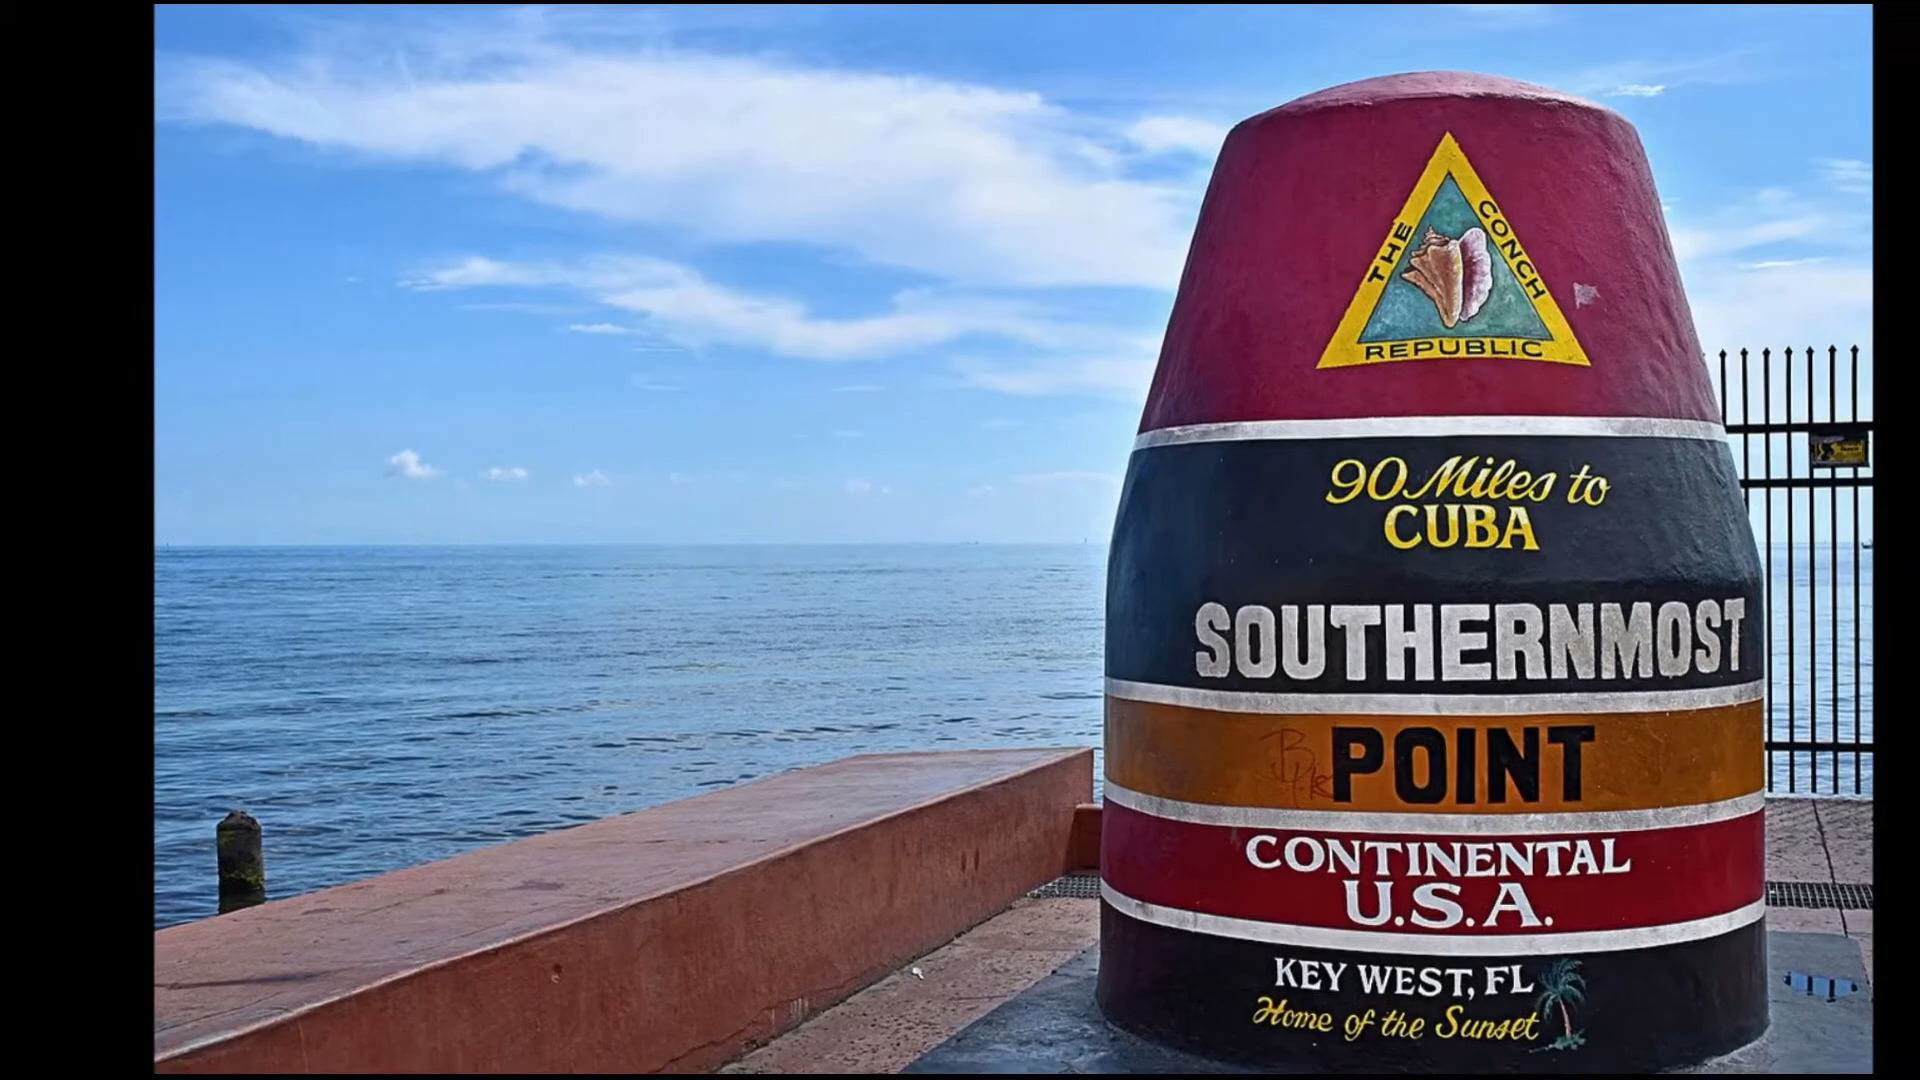 THE CONCH
REPUBLIC
90 Miles to
CUBA
SOUTHERNMOST
POINT
CONTINENTAL
U.S.A.
KEY WEST, FL
Home of the Sunset